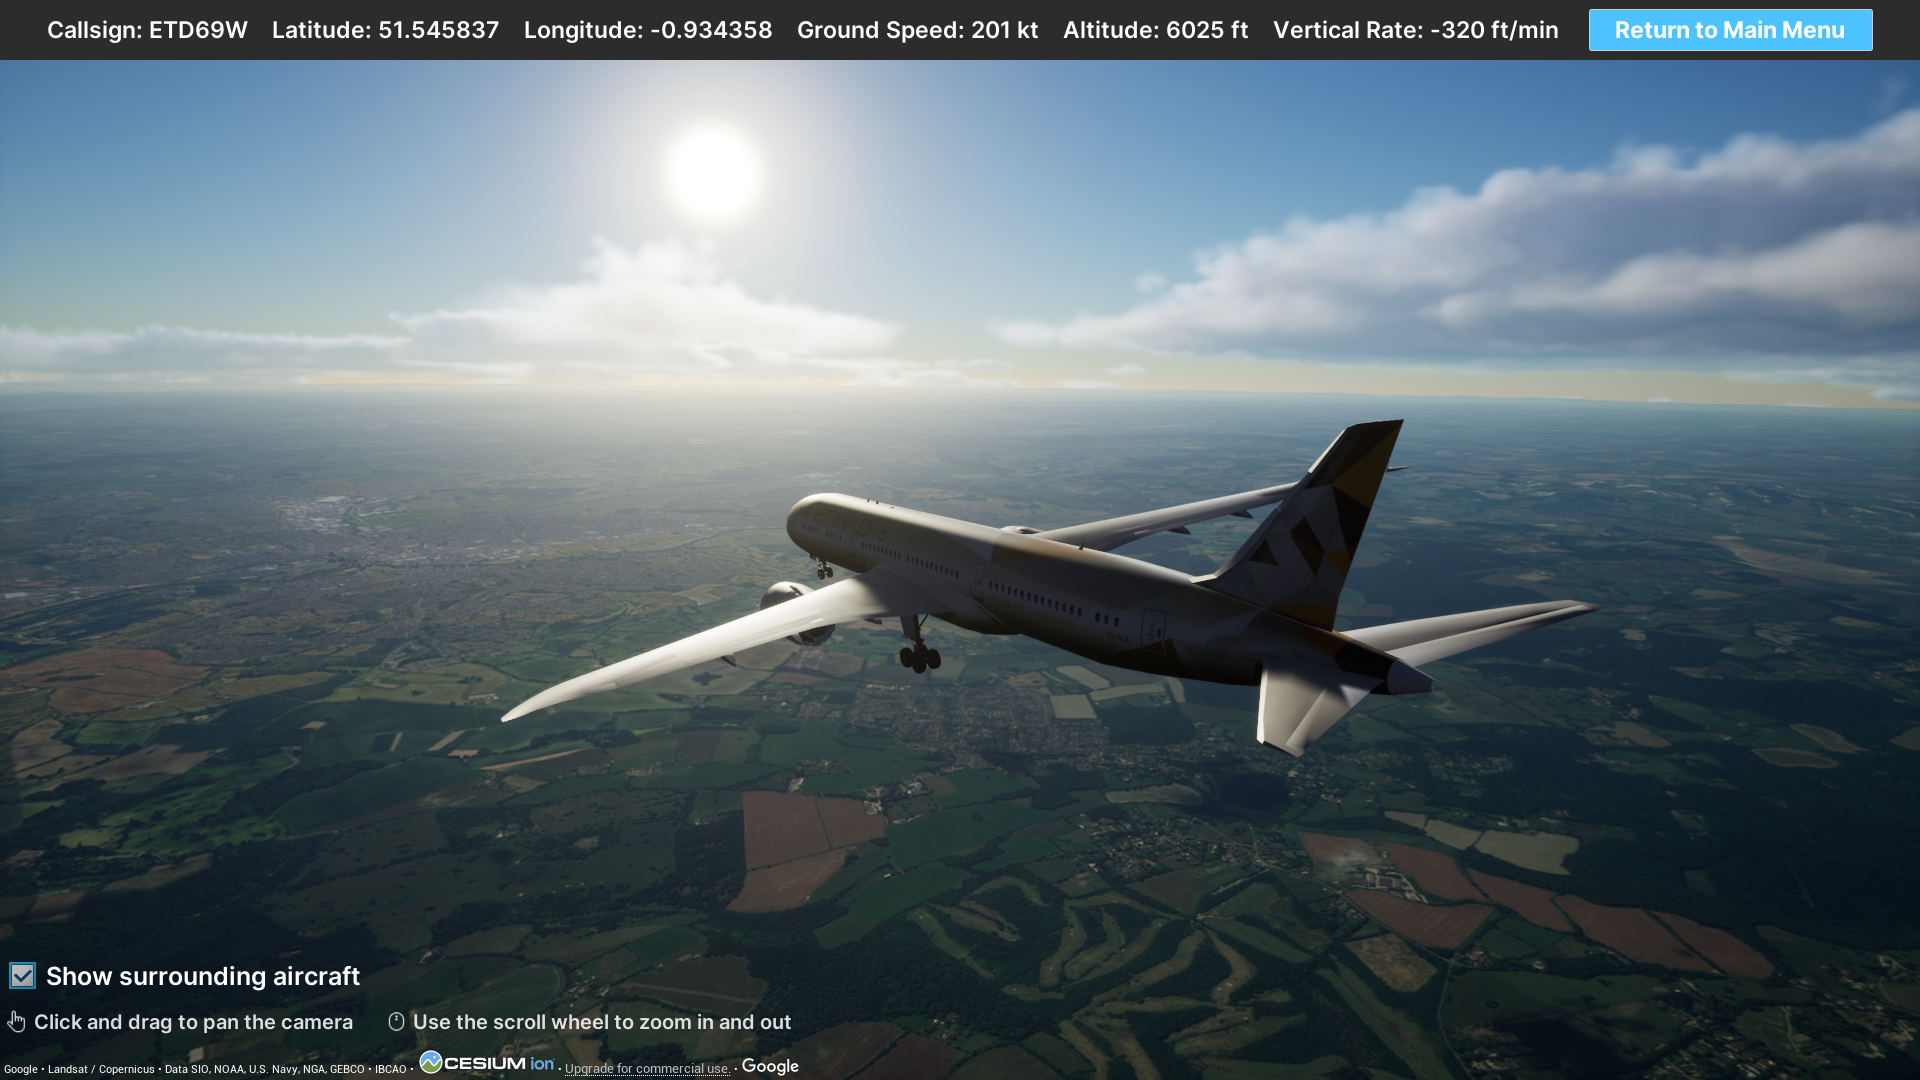 Callsign: ETD69W Latitude: 51.545837 Longitude: -0.934358 Ground Speed: 201 kt Altitude: 6025 ft Vertical Rate: -320 ft/min Return to Main Menu
ETIHAD
Show surrounding aircraft
Click and drag to pan the camera Use the scroll wheel to zoom in and out
Google • Landsat / Copernicus • Data SIO, NOAA, U.S. Navy, NGA, GEBCO • IBCAO • CESIUM ion · Upgrade for commercial use. · Google